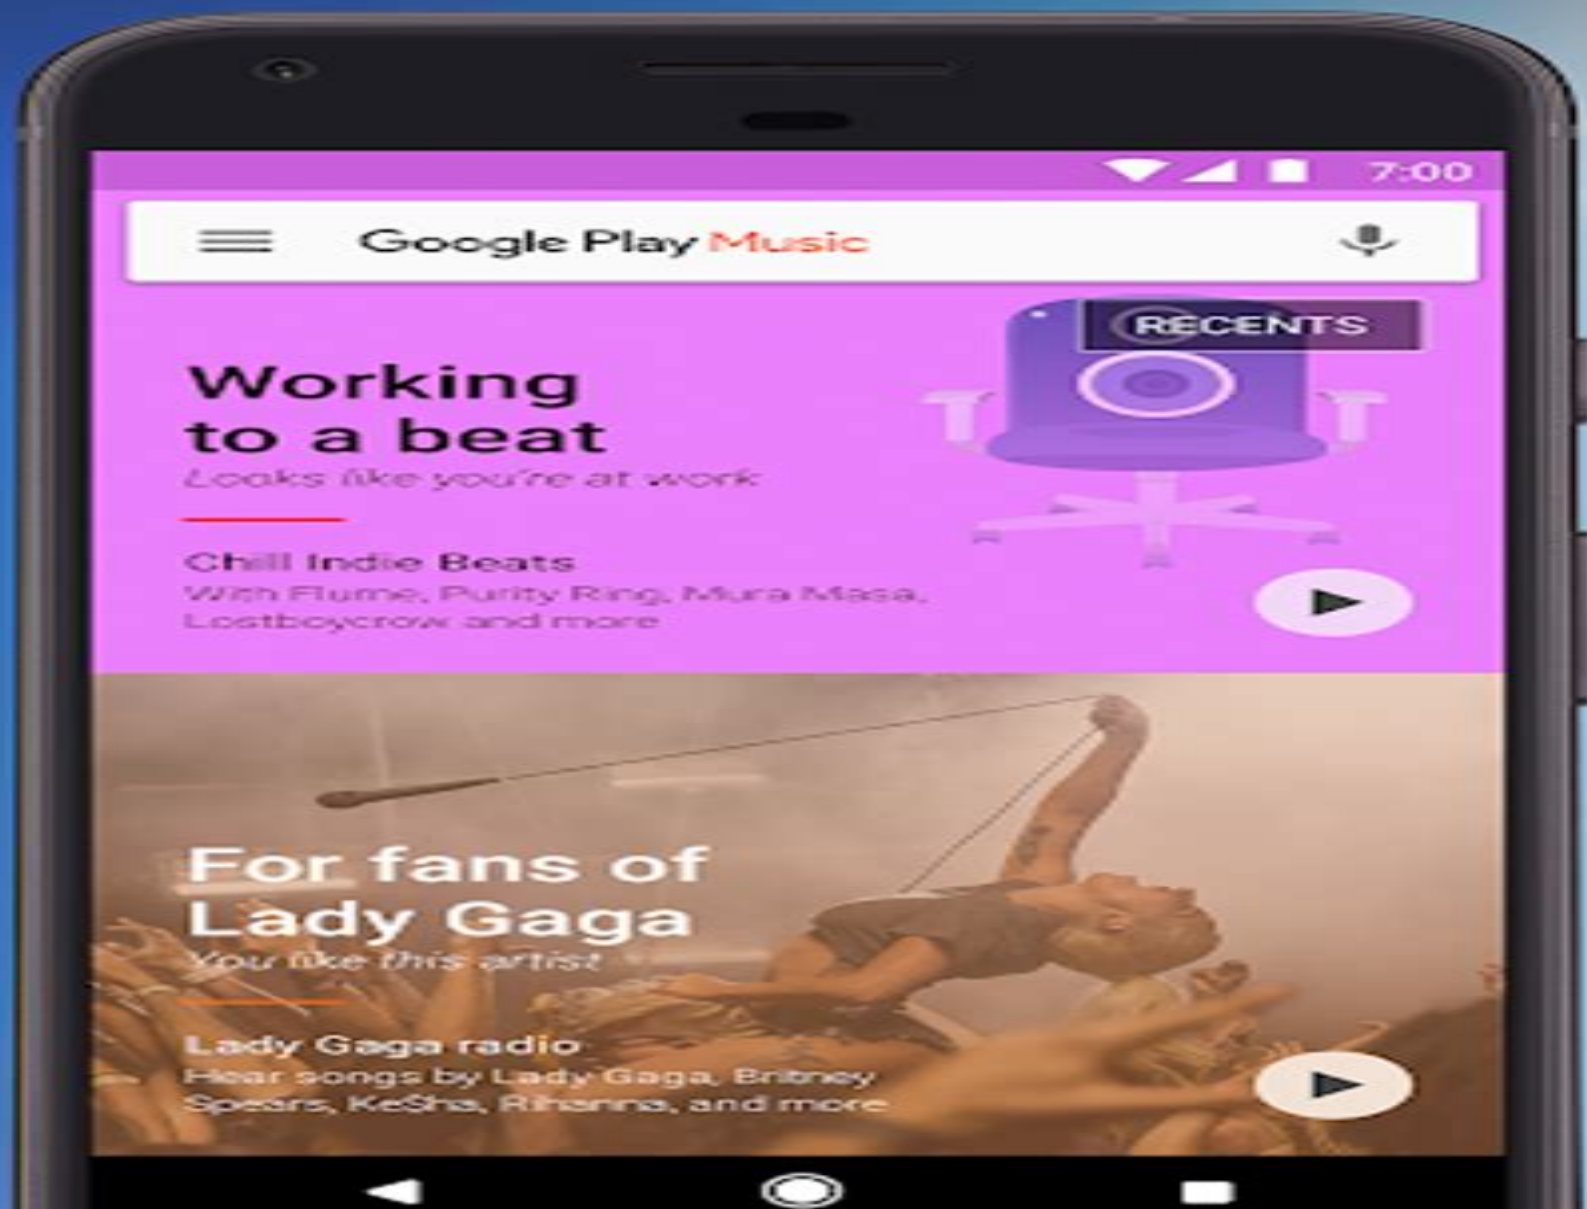 7:00
Google Play Music
RECENTS
Working
to a beat
Looks like you're at work
Chill Indie Beats
With Flume, Purity Ring, Mura Masa,
Lostboycrow and more
For fans of
Lady Gaga
You like this artist
Lady Gaga radio
Hear songs by Lady Gaga, Britney
Spears, Ke$ha, Rihanna, and more